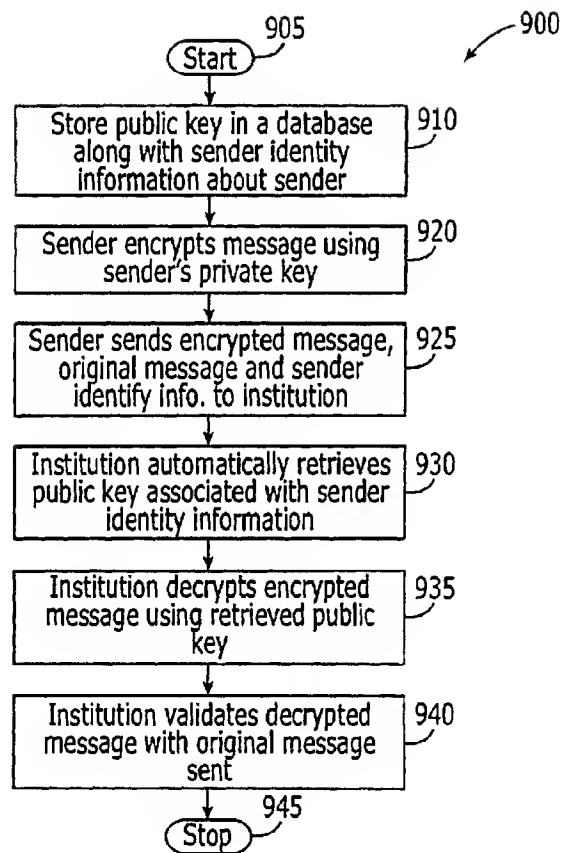 905
900
Start
Store public key in a database
along with sender identity
information about sender
910
Sender encrypts message using
sender's private key
920
Sender sends encrypted message,
original message and sender
identify info. to institution
925
Institution automatically retrieves
public key associated with sender
identity information
930
Institution decrypts encrypted
message using retrieved public
key
935
Institution validates decrypted
message with original message
sent
940
945
Stop